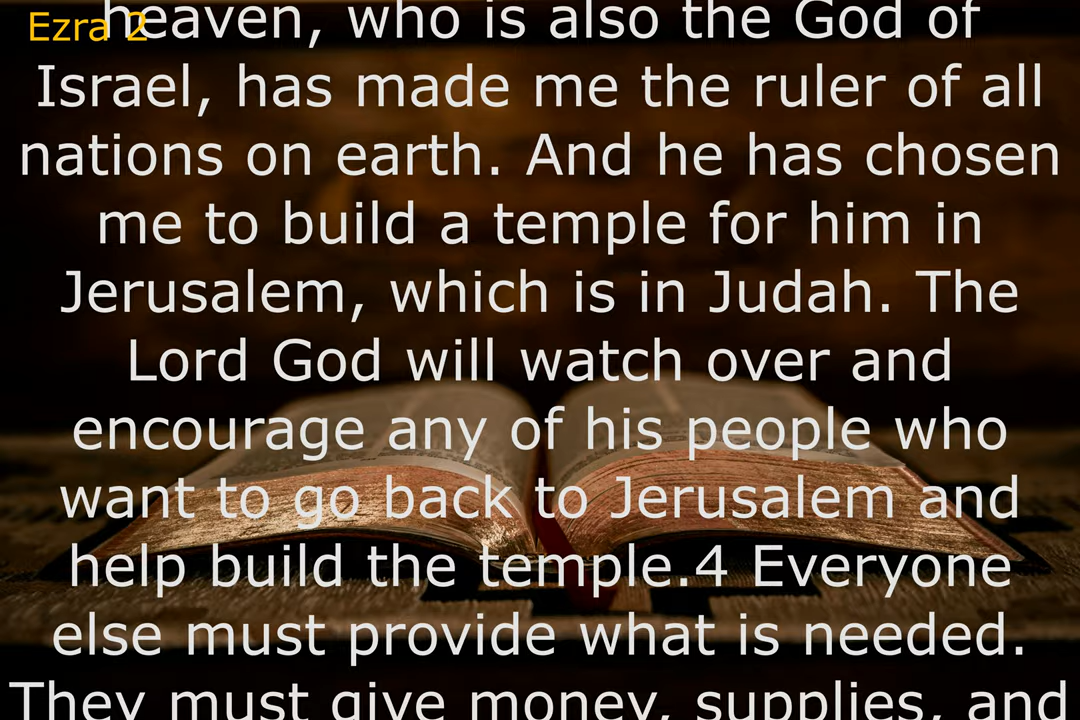 Ezra 2
heaven, who is also the God of
Israel, has made me the ruler of all
nations on earth. And he has chosen
me to build a temple for him in
Jerusalem, which is in Judah. The
Lord God will watch over and
encourage any of his people who
want to go back to Jerusalem and
help build the temple.4 Everyone
else must provide what is needed.
They must give money, supplies, and